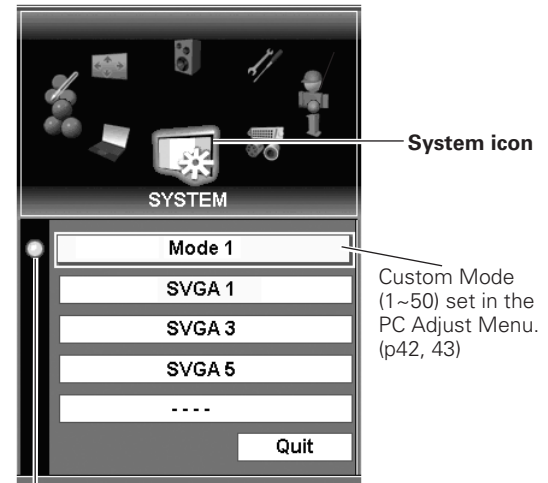 System icon
SYSTEM
Mode 1
SVGA 1
SVGA 3
SVGA 5
- - - -
Quit
Custom Mode
(1~50) set in the
PC Adjust Menu.
(p42, 43)